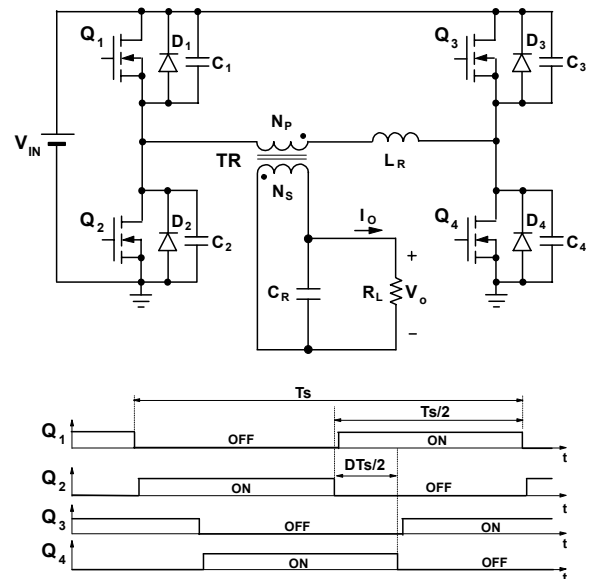 Q1 D1 C1 Q3 D3 C3
VIN NP TR LR NS
Q2 D2 C2 IO Q4 D4 C4
+
CR RL Vo
−
Ts
Ts/2
Q1 OFF ON t
DTs/2
Q2 ON OFF t
Q3 OFF ON t
Q4 ON OFF t